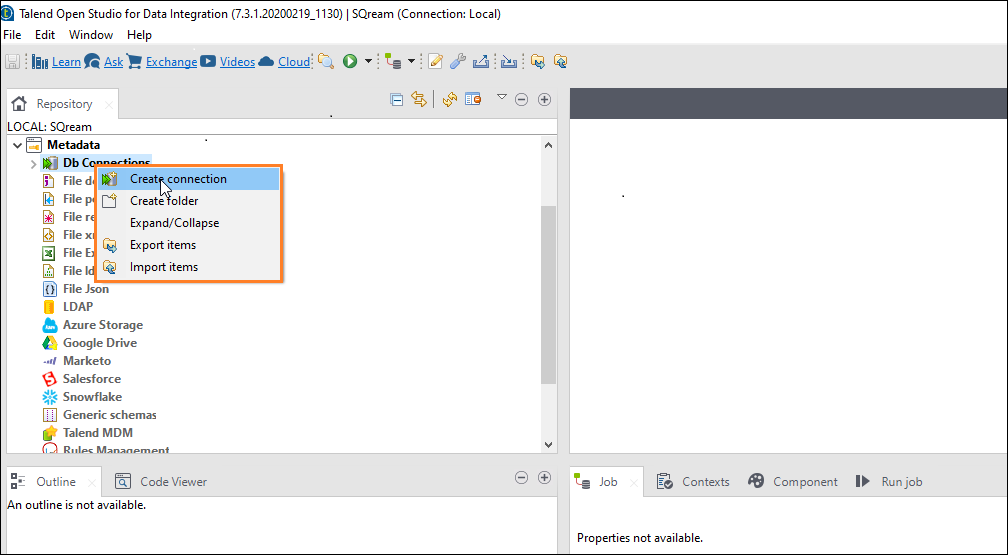 Talend Open Studio for Data Integration (7.3.1.20200219_1130) | SQream (Connection: Local)
File Edit Window Help
Learn Ask Exchange Videos Cloud
Repository
LOCAL: SQream
Metadata
Db Connections
Create connection
File de
Create folder
File po
Expand/Collapse
File re
File xm
Export items
File Ex
Import items
File ld
File Json
LDAP
Azure Storage
Google Drive
Marketo
Salesforce
Snowflake
Generic schemas
Talend MDM
Rules Management
Outline Code Viewer
An outline is not available.
Job Contexts Component Run job
Properties not available.